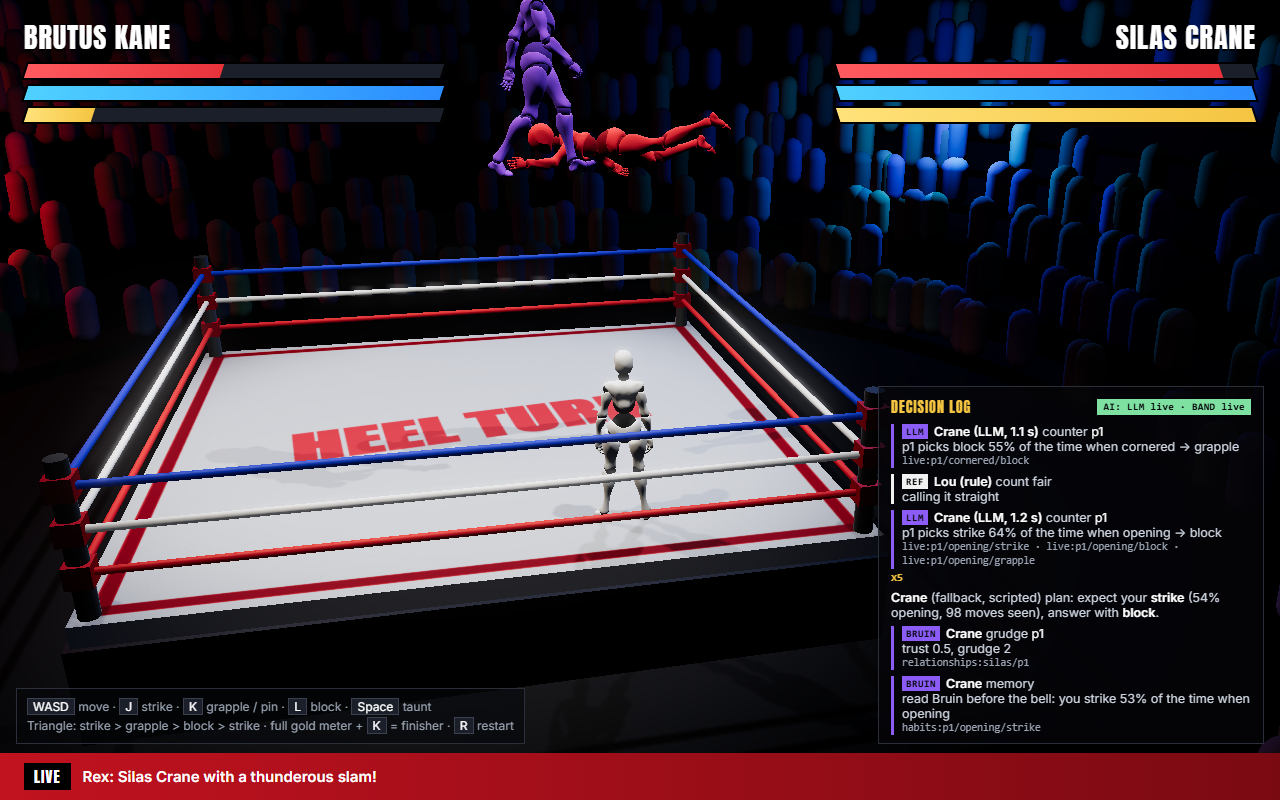 BRUTUS KANE
SILAS CRANE
HEEL TUR
DECISION LOG
AI: LLM live · BAND live
LLM Crane (LLM, 1.1 s) counter p1
p1 picks block 55% of the time when cornered → grapple
live:p1/cornered/block
REF Lou (rule) count fair
calling it straight
LLM Crane (LLM, 1.2 s) counter p1
p1 picks strike 64% of the time when opening → block
live:p1/opening/strike · live:p1/opening/block ·
live:p1/opening/grapple
x5
Crane (fallback, scripted) plan: expect your strike (54%
opening, 98 moves seen), answer with block.
BRUIN Crane grudge p1
trust 0.5, grudge 2
relationships:silas/p1
BRUIN Crane memory
read Bruin before the bell: you strike 53% of the time when
opening
habits:p1/opening/strike
WASD move · J strike · K grapple / pin · L block · Space taunt
Triangle: strike > grapple > block > strike · full gold meter + K = finisher · R restart
LIVE Rex: Silas Crane with a thunderous slam!